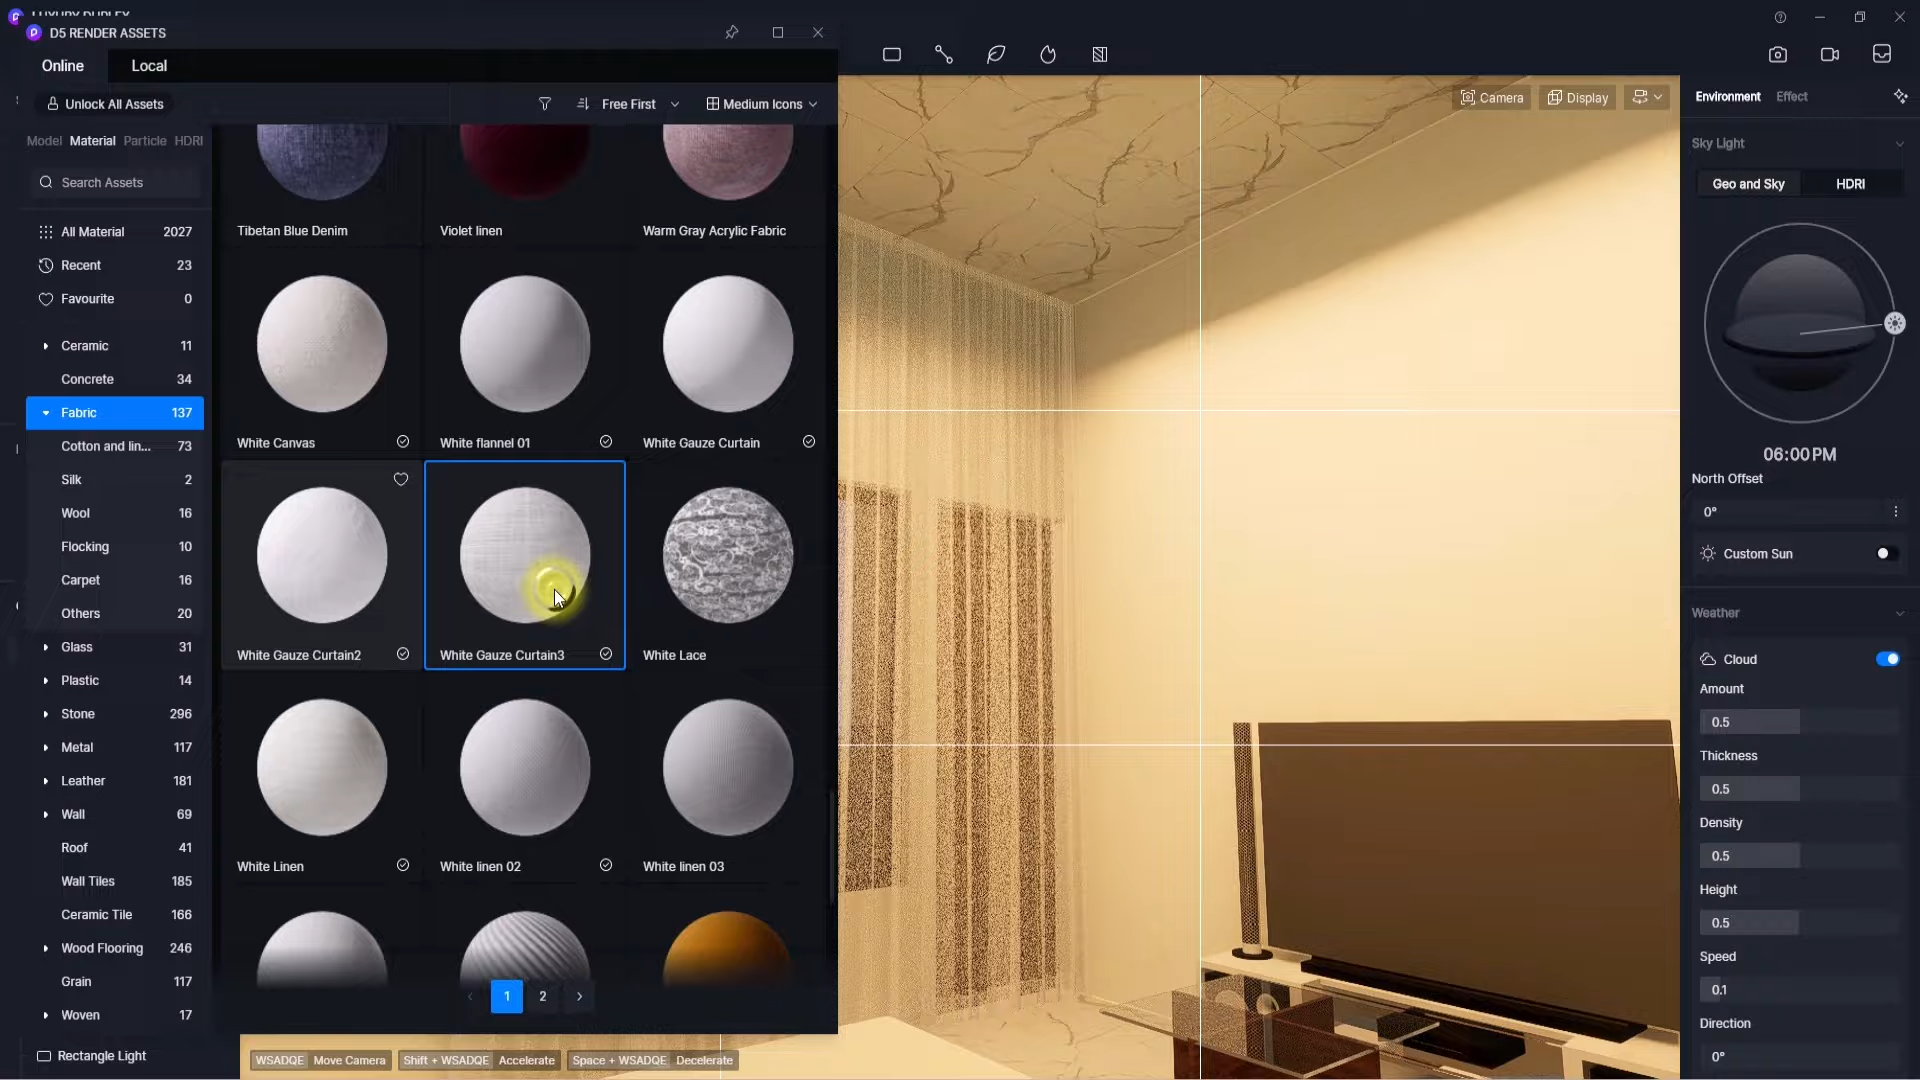 D5 RENDER ASSETS
Online
Local
Unlock All Assets
Free First
Medium Icons
Model
Material
Particle
HDRI
Search Assets
All Material 2027
Recent 23
Favourite 0
Ceramic 11
Concrete 34
Fabric 137
Cotton and lin... 73
Silk 2
Wool 16
Flocking 10
Carpet 16
Others 20
Glass 31
Plastic 14
Stone 296
Metal 117
Leather 181
Wall 69
Roof 41
Wall Tiles 185
Ceramic Tile 166
Wood Flooring 246
Grain 117
Woven 17
Rectangle Light
Tibetan Blue Denim
Violet linen
Warm Gray Acrylic Fabric
White Canvas
White flannel 01
White Gauze Curtain
White Gauze Curtain2
White Gauze Curtain3
White Lace
White Linen
White linen 02
White linen 03
1
2
WSADQE Move Camera
Shift + WSADQE Accelerate
Space + WSADQE Decelerate
Camera
Display
Environment
Effect
Sky Light
Geo and Sky
HDRI
06:00PM
North Offset
0°
Custom Sun
Weather
Cloud
Amount
0.5
Thickness
0.5
Density
0.5
Height
0.5
Speed
0.1
Direction
0°